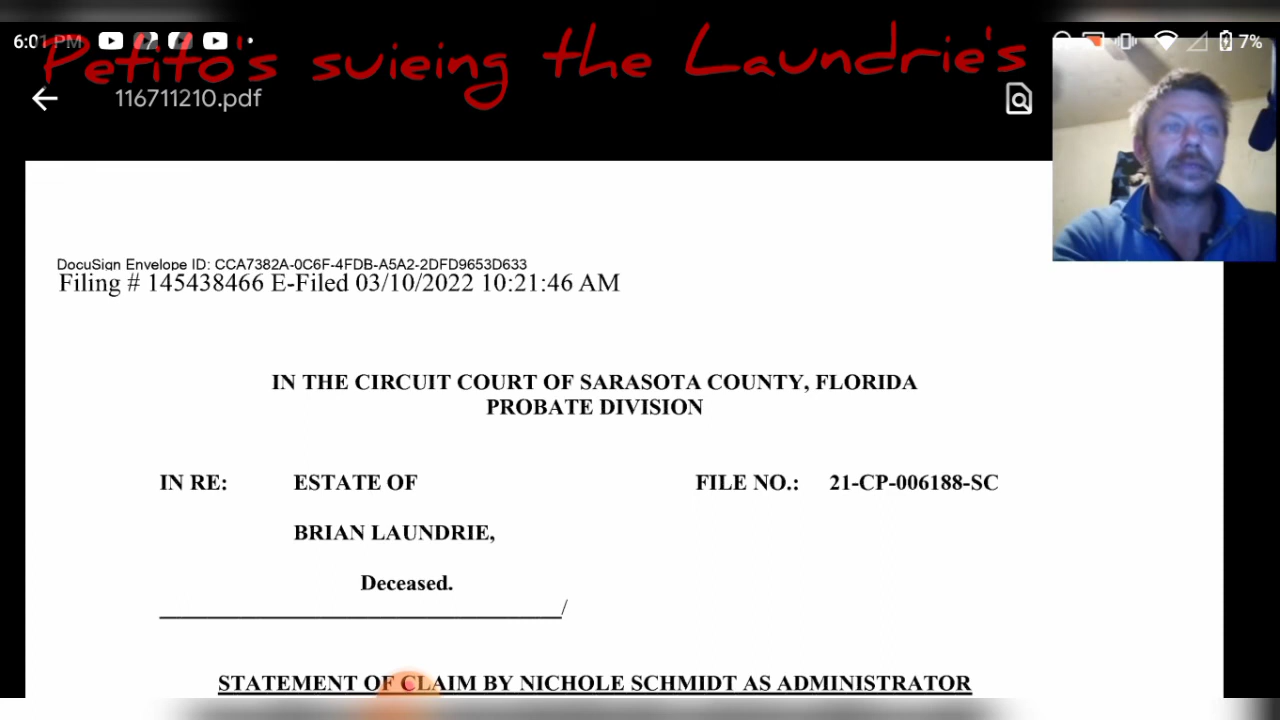 6:01 PM
7%
Petito's suieing the Laundrie's
116711210.pdf
DocuSign Envelope ID: CCA7382A-0C6F-4FDB-A5A2-2DFD9653D633
Filing # 145438466 E-Filed 03/10/2022 10:21:46 AM
IN THE CIRCUIT COURT OF SARASOTA COUNTY, FLORIDA
PROBATE DIVISION
IN RE: ESTATE OF FILE NO.: 21-CP-006188-SC
BRIAN LAUNDRIE,
Deceased.
/
STATEMENT OF CLAIM BY NICHOLE SCHMIDT AS ADMINISTRATOR